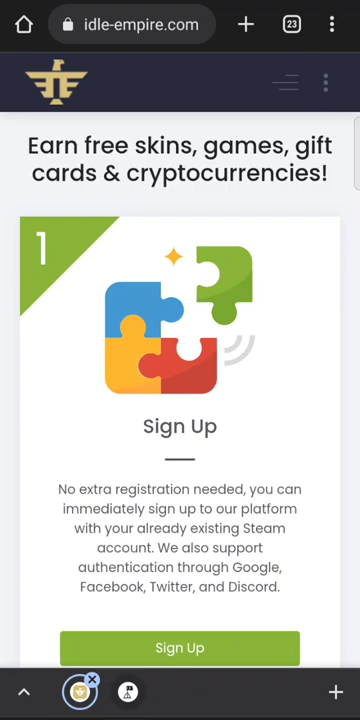 idle-empire.com
23
Earn free skins, games, gift
cards & cryptocurrencies!
1
Sign Up
No extra registration needed, you can
immediately sign up to our platform
with your already existing Steam
account. We also support
authentication through Google,
Facebook, Twitter, and Discord.
Sign Up